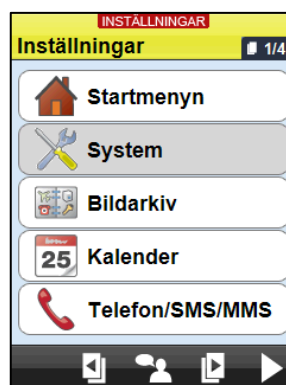 INSTÄLLNINGAR
Inställningar 1/4
Startmenyn
System
Bildarkiv
25 Kalender
Telefon/SMS/MMS